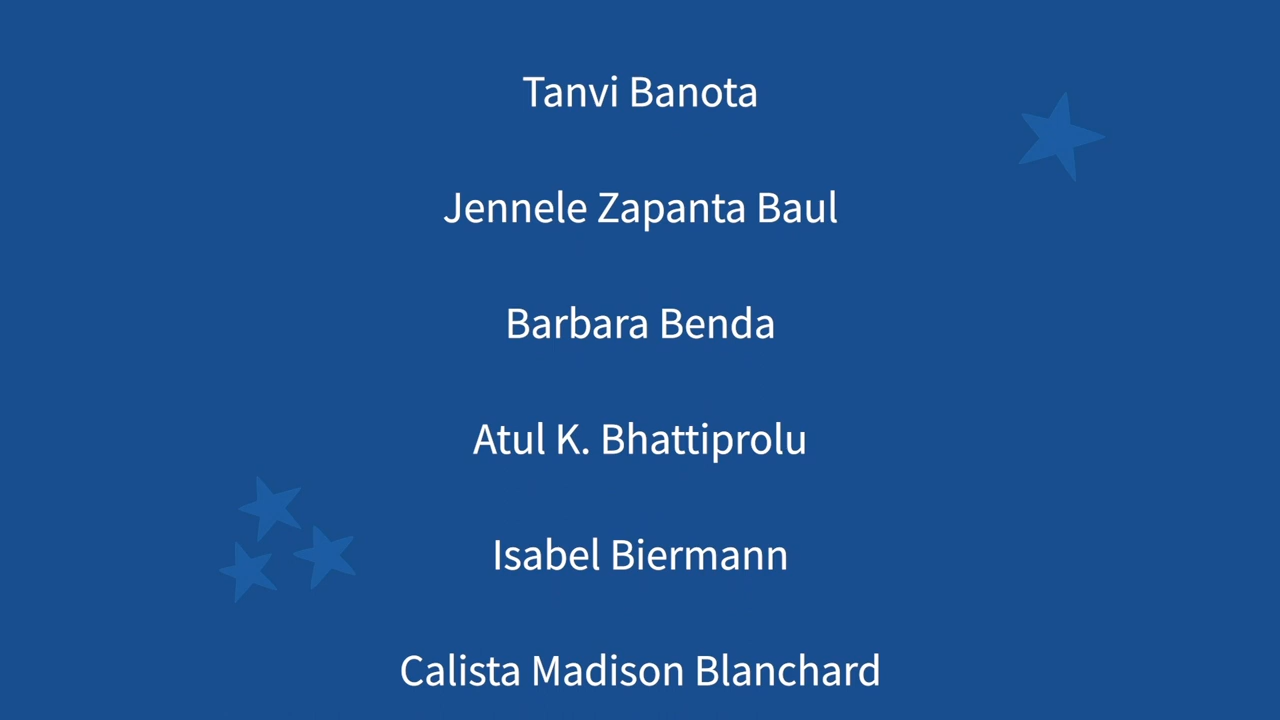 Tanvi Banota
Jennele Zapanta Baul
Barbara Benda
Atul K. Bhattiprolu
Isabel Biermann
Calista Madison Blanchard